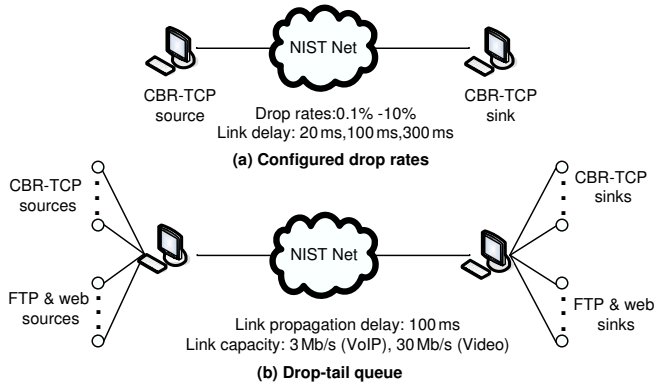 NIST Net
CBR-TCP
source
CBR-TCP
sink
Drop rates:0.1% -10%
Link delay: 20 ms,100 ms,300 ms
(a) Configured drop rates
CBR-TCP
sources
CBR-TCP
sinks
NIST Net
FTP & web
sources
FTP & web
sinks
Link propagation delay: 100 ms
Link capacity: 3 Mb/s (VoIP), 30 Mb/s (Video)
(b) Drop-tail queue